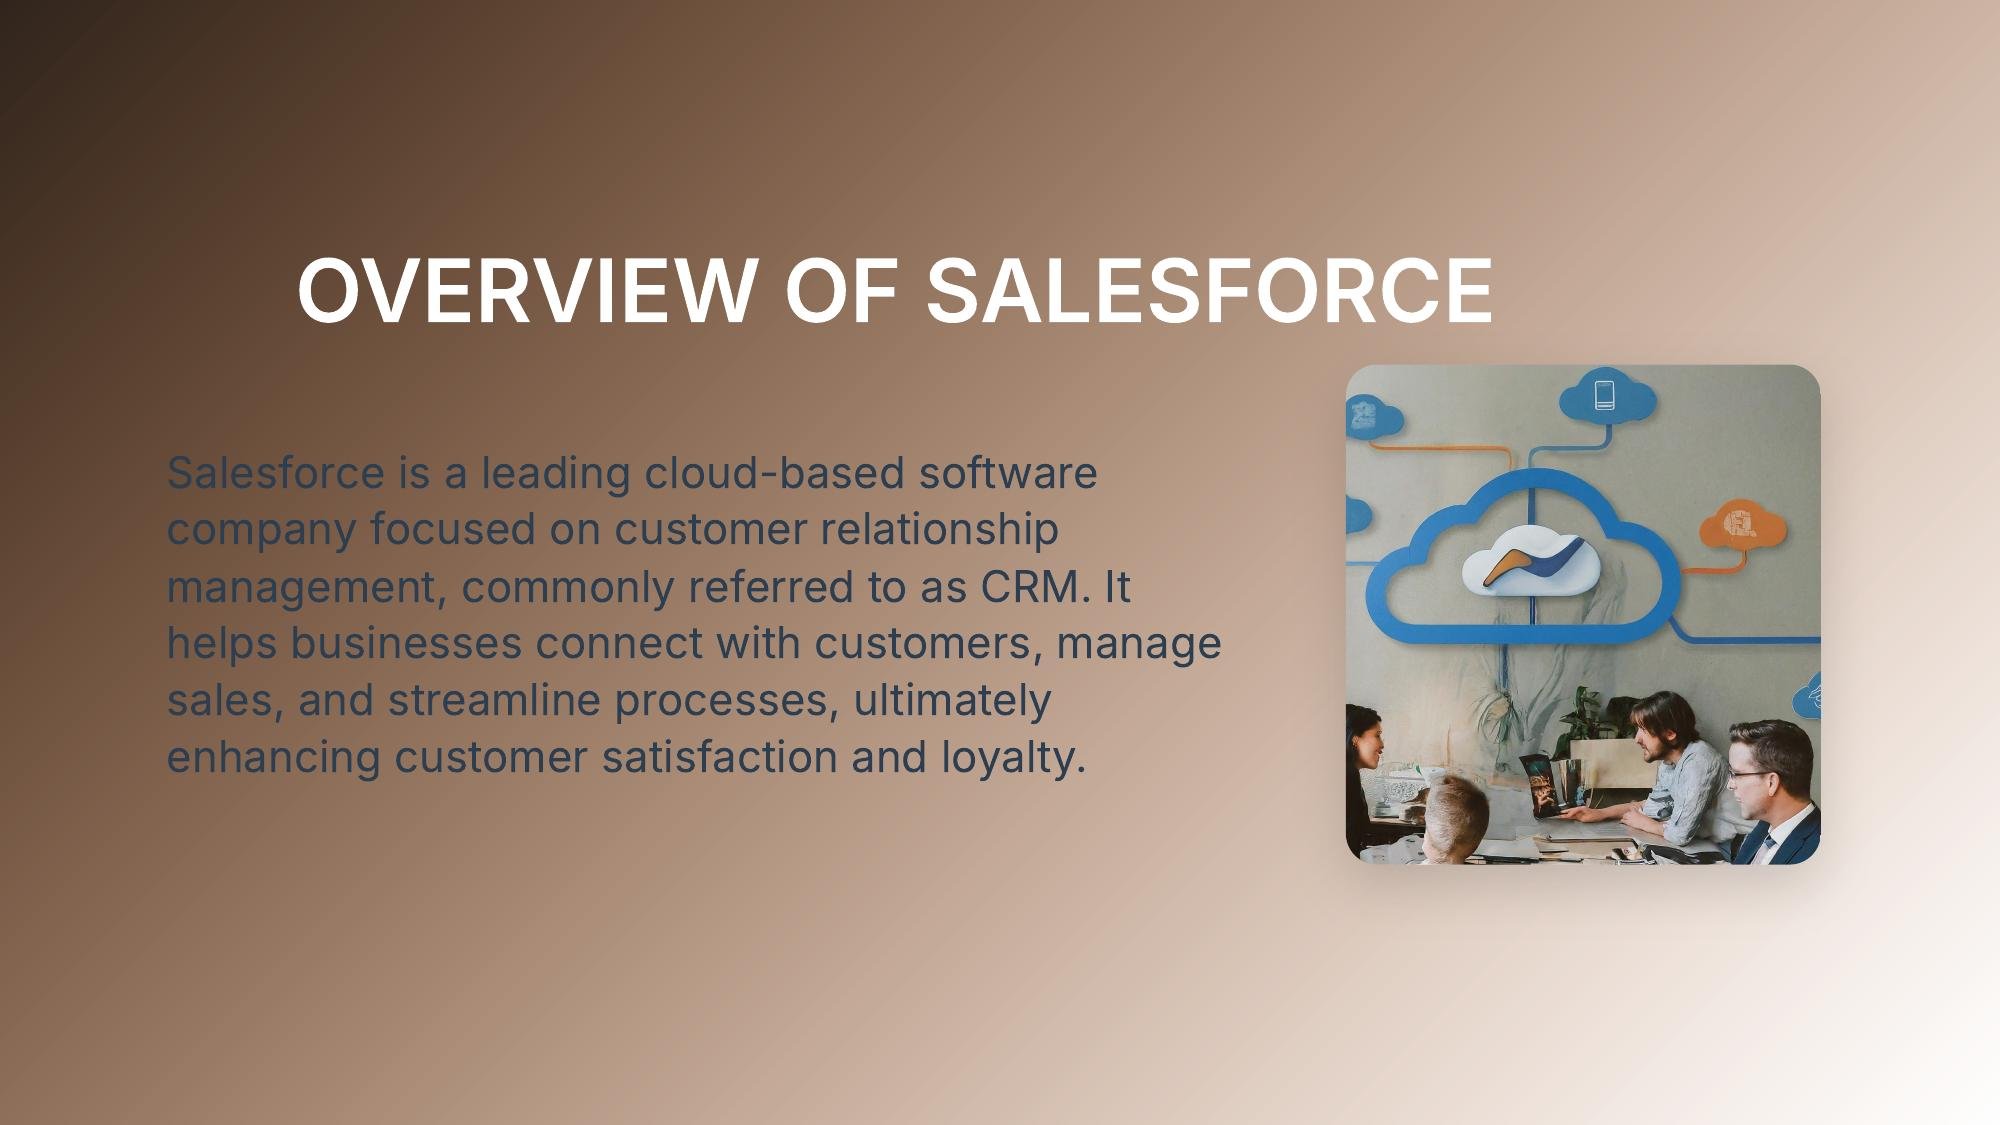 OVERVIEW OF SALESFORCE
Salesforce is a leading cloud-based software
company focused on customer relationship
management, commonly referred to as CRM. It
helps businesses connect with customers, manage
sales, and streamline processes, ultimately
enhancing customer satisfaction and loyalty.